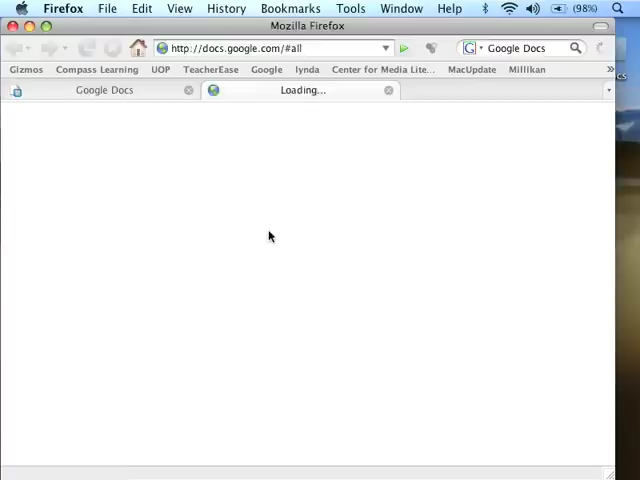 Firefox File Edit View History Bookmarks Tools Window Help (98%)
Mozilla Firefox
http://docs.google.com/#all Google Docs
Gizmos Compass Learning UOP TeacherEase Google lynda Center for Media Lite... MacUpdate Millikan »
cs
Google Docs Loading...